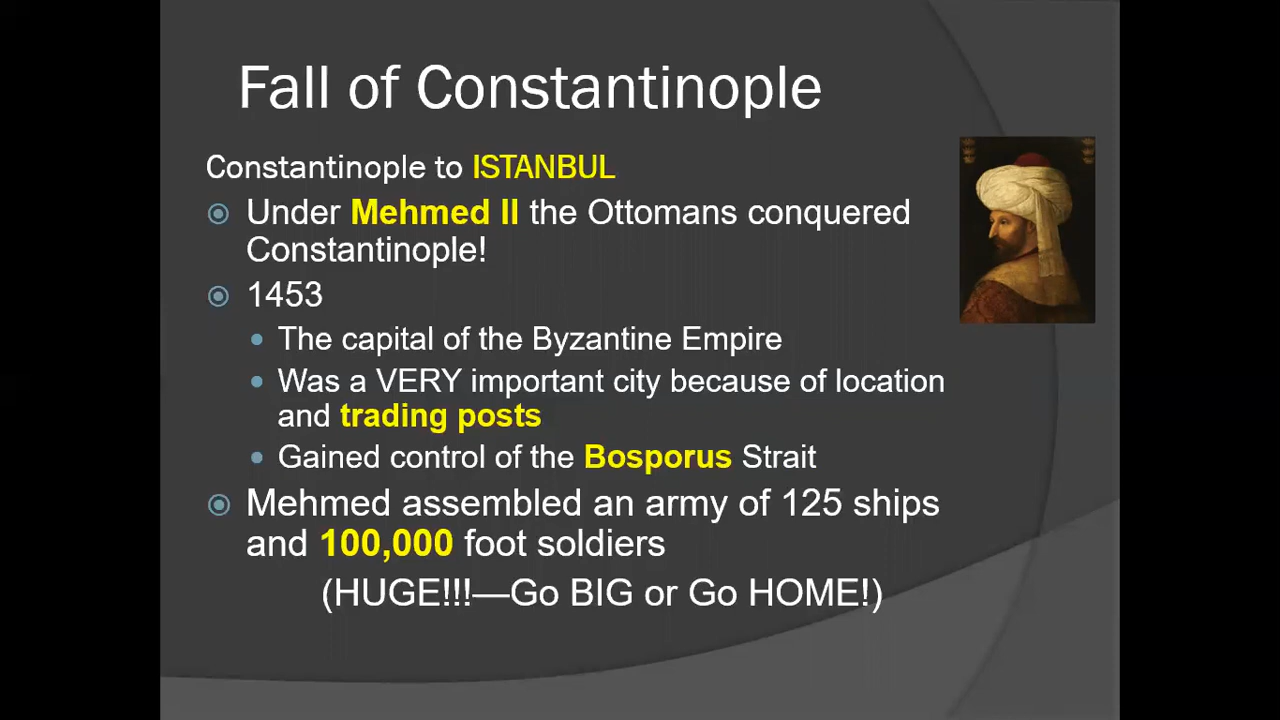 Fall of Constantinople
Constantinople to ISTANBUL
Under Mehmed II the Ottomans conquered
Constantinople!
1453
The capital of the Byzantine Empire
Was a VERY important city because of location
and trading posts
Gained control of the Bosporus Strait
Mehmed assembled an army of 125 ships
and 100,000 foot soldiers
(HUGE!!!—Go BIG or Go HOME!)